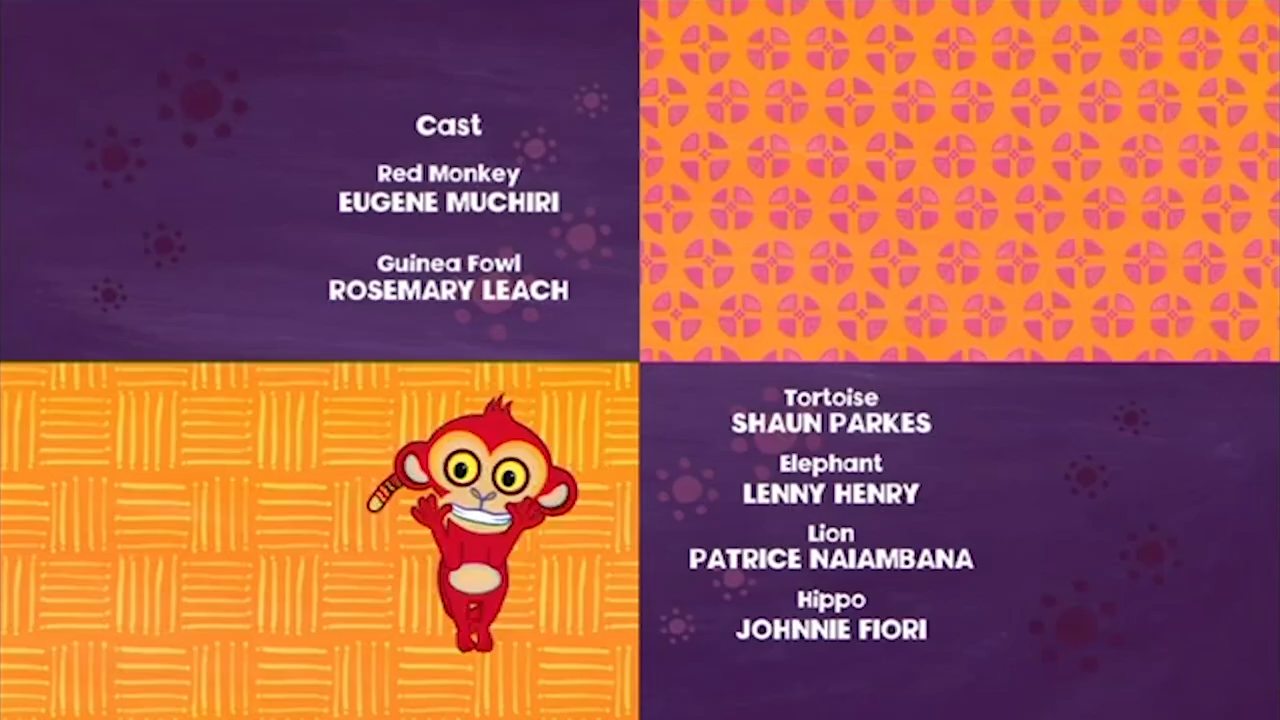 Cast
Red Monkey
EUGENE MUCHIRI
Guinea Fowl
ROSEMARY LEACH
Tortoise
SHAUN PARKES
Elephant
LENNY HENRY
Lion
PATRICE NAIAMBANA
Hippo
JOHNNIE FIORI